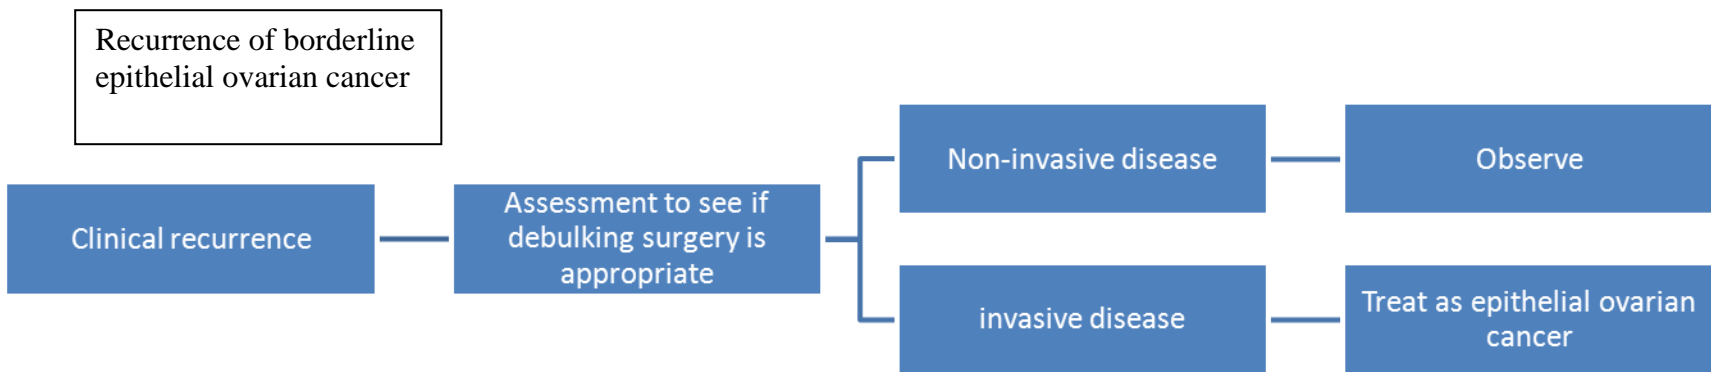 Recurrence of borderline
epithelial ovarian cancer
Clinical recurrence
Assessment to see if
debulking surgery is
appropriate
Non-invasive disease
Observe
invasive disease
Treat as epithelial ovarian
cancer